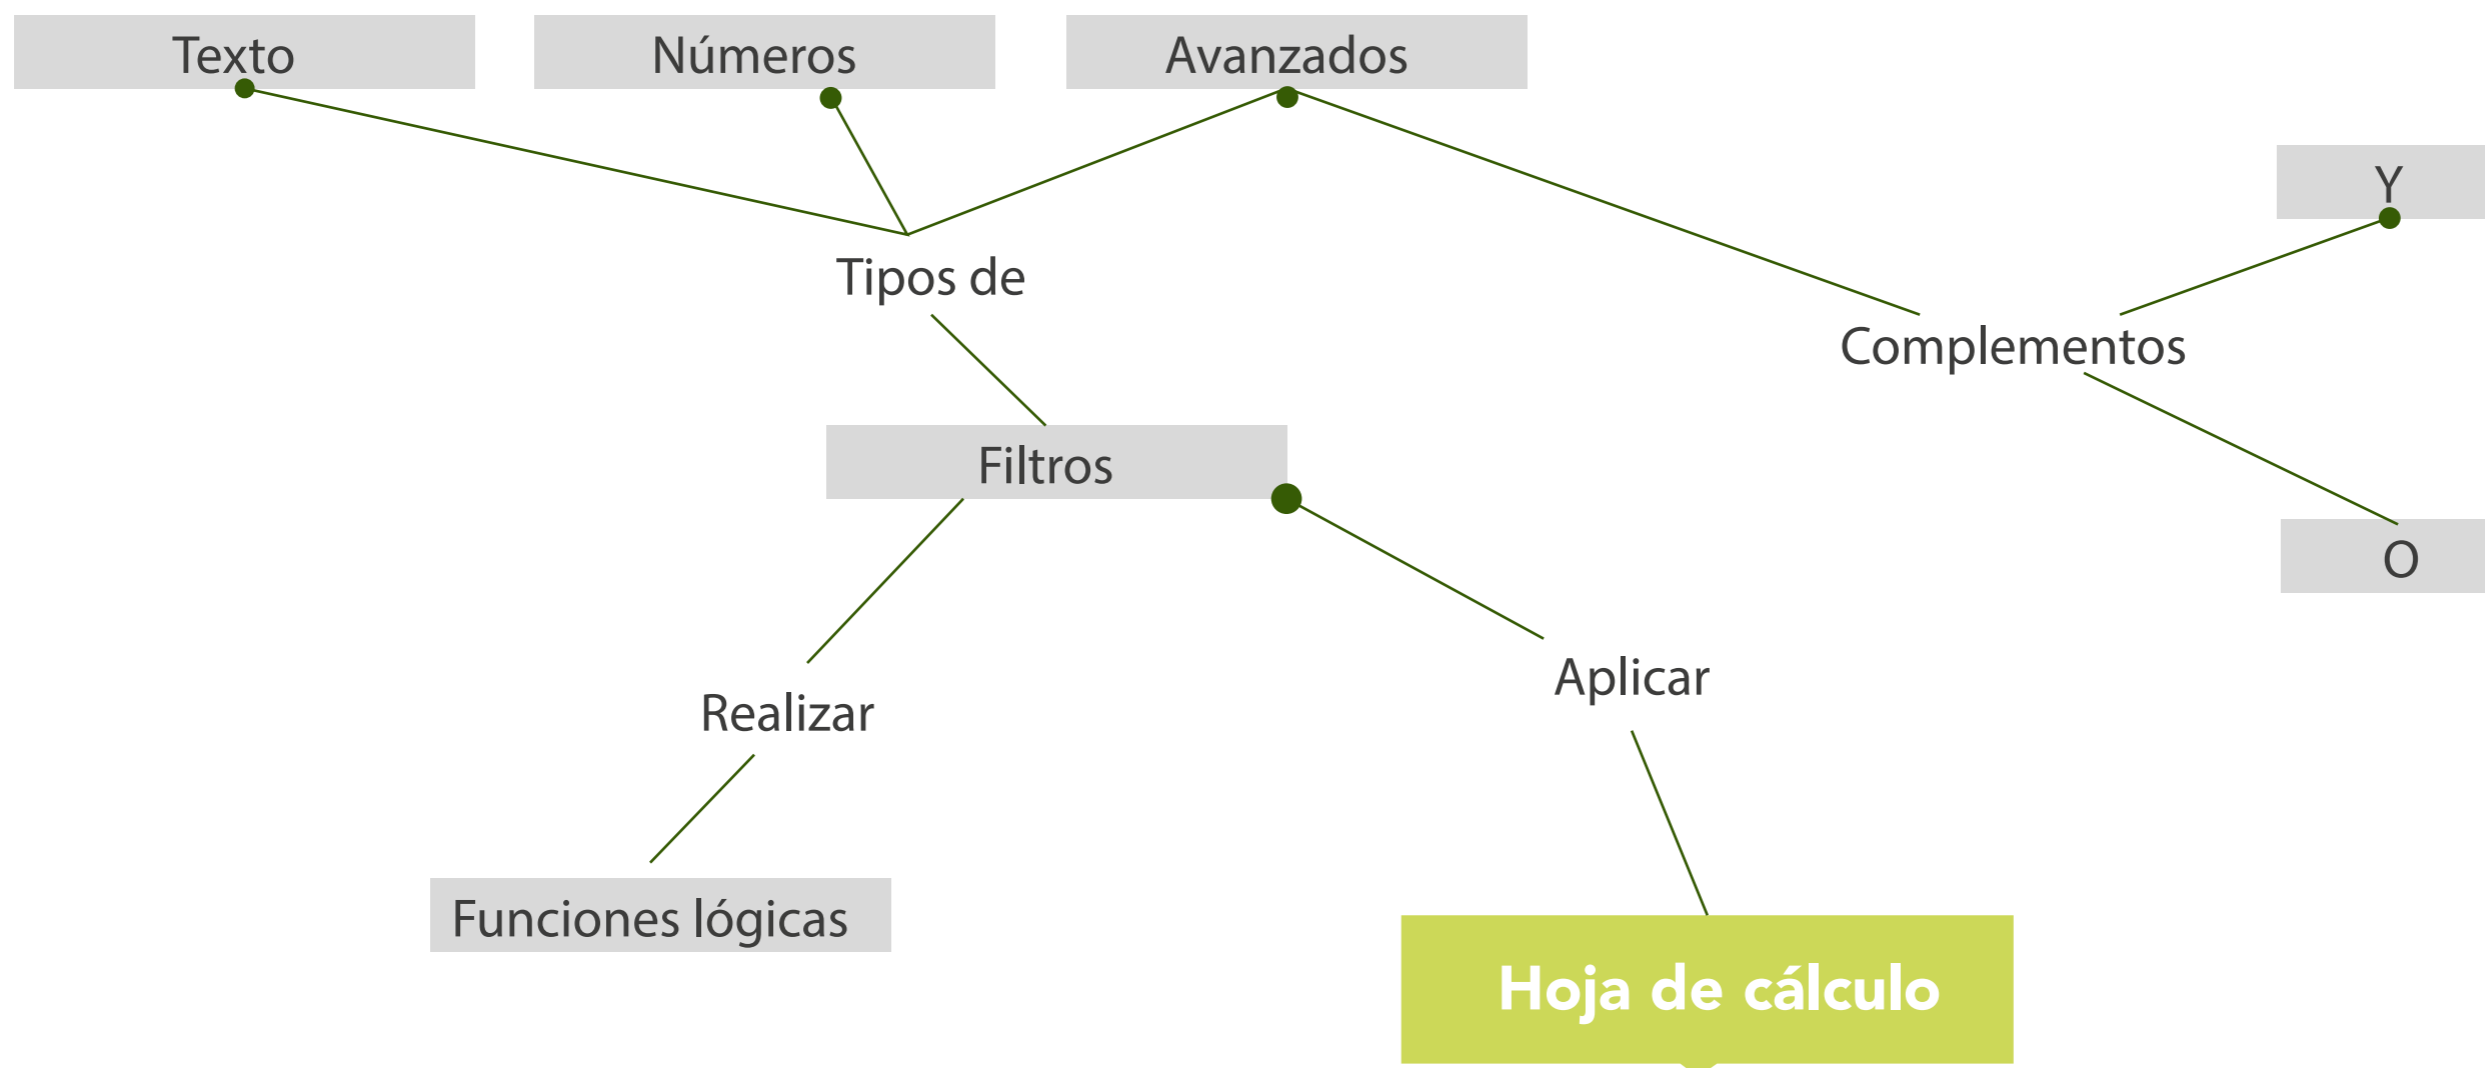 Texto
Números
Avanzados
Y
Tipos de
Complementos
Filtros
O
Aplicar
Realizar
Funciones lógicas
Hoja de cálculo